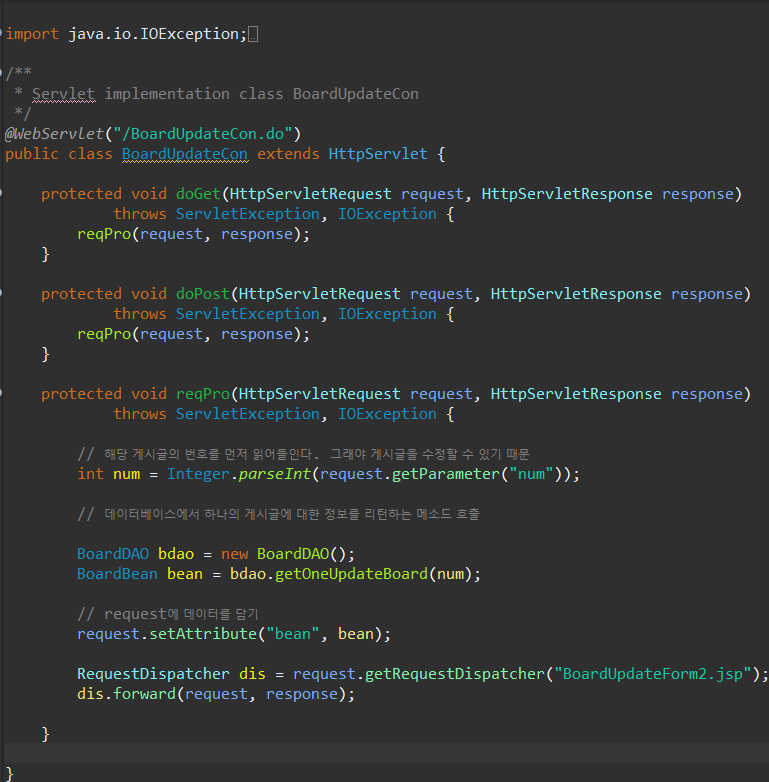 import java.io.IOException;
/**
 * Servlet implementation class BoardUpdateCon
 */
@WebServlet("/BoardUpdateCon.do")
public class BoardUpdateCon extends HttpServlet {
    protected void doGet(HttpServletRequest request, HttpServletResponse response)
            throws ServletException, IOException {
        reqPro(request, response);
    }
    protected void doPost(HttpServletRequest request, HttpServletResponse response)
            throws ServletException, IOException {
        reqPro(request, response);
    }
    protected void reqPro(HttpServletRequest request, HttpServletResponse response)
            throws ServletException, IOException {
        // 해당 게시글의 번호를 먼저 읽어들인다. 그래야 게시글을 수정할 수 있기 때문
        int num = Integer.parseInt(request.getParameter("num"));
        // 데이터베이스에서 하나의 게시글에 대한 정보를 리턴하는 메소드 호출
        BoardDAO bdao = new BoardDAO();
        BoardBean bean = bdao.getOneUpdateBoard(num);
        // request에 데이터를 담기
        request.setAttribute("bean", bean);
        RequestDispatcher dis = request.getRequestDispatcher("BoardUpdateForm2.jsp");
        dis.forward(request, response);
    }
}